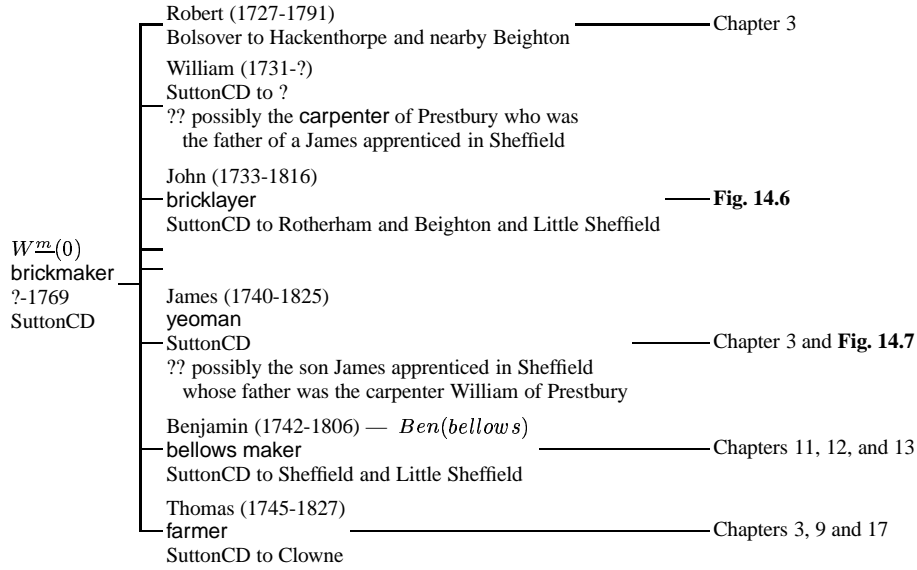 Robert (1727-1791)
Bolsover to Hackenthorpe and nearby Beighton
Chapter 3
William (1731-?)
SuttonCD to ?
?? possibly the carpenter of Prestbury who was
the father of a James apprenticed in Sheffield
John (1733-1816)
bricklayer
SuttonCD to Rotherham and Beighton and Little Sheffield
Fig. 14.6
Wm(0)
brickmaker
?-1769
SuttonCD
James (1740-1825)
yeoman
SuttonCD
?? possibly the son James apprenticed in Sheffield
whose father was the carpenter William of Prestbury
Chapter 3 and Fig. 14.7
Benjamin (1742-1806) — Ben(bellows)
bellows maker
SuttonCD to Sheffield and Little Sheffield
Chapters 11, 12, and 13
Thomas (1745-1827)
farmer
SuttonCD to Clowne
Chapters 3, 9 and 17